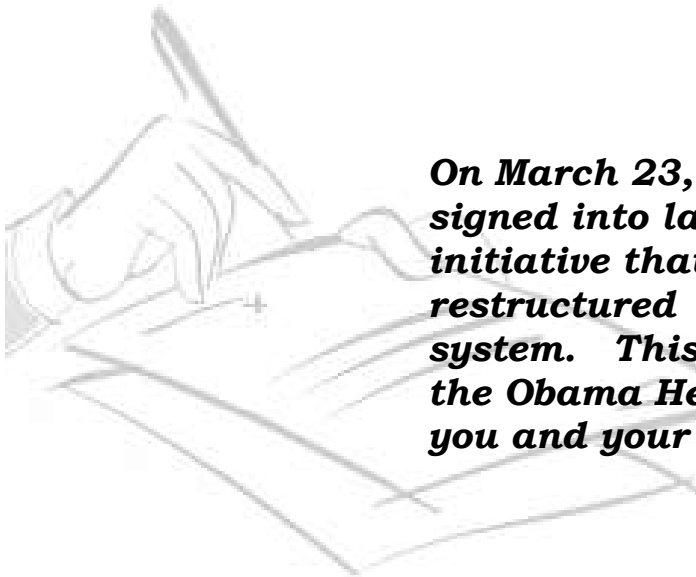 On March 23,
signed into la
initiative that
restructured
system. This
the Obama He
you and your